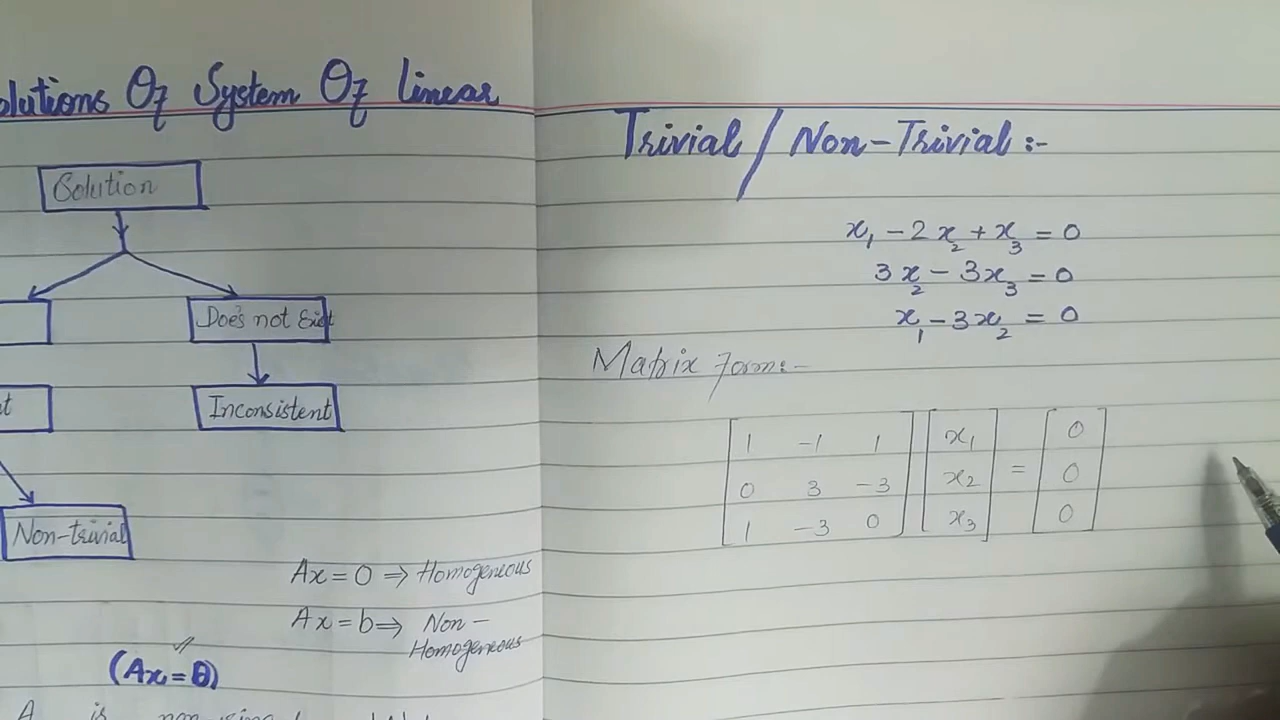 olutions Of System Of linear
Solution
Does not Exist
t
Inconsistent
Non-trivial
Ax = 0 ⇒ Homogeneous
Ax = b ⇒ Non-
Homogeneous
(Ax = 0)
A is
Trivial / Non-Trivial :-
x₁ - 2x₂ + x₃ = 0
3x₂ - 3x₃ = 0
x₁ - 3x₂ = 0
Matrix form:-
1 -1 1 x₁ 0
0 3 -3 x₂ = 0
1 -3 0 x₃ 0